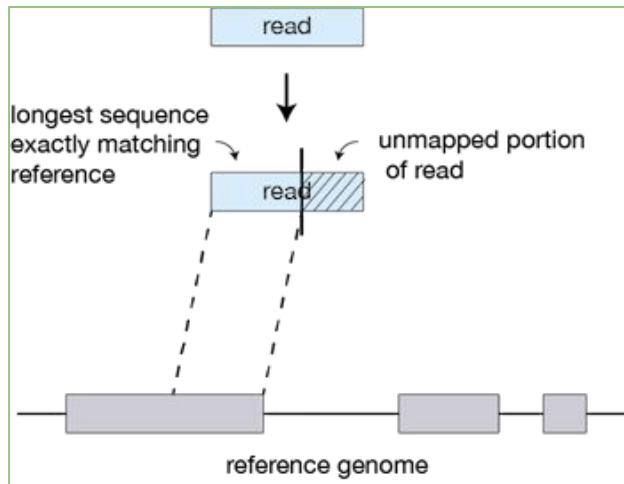 read
longest sequence
exactly matching
reference
unmapped portion
of read
read
reference genome